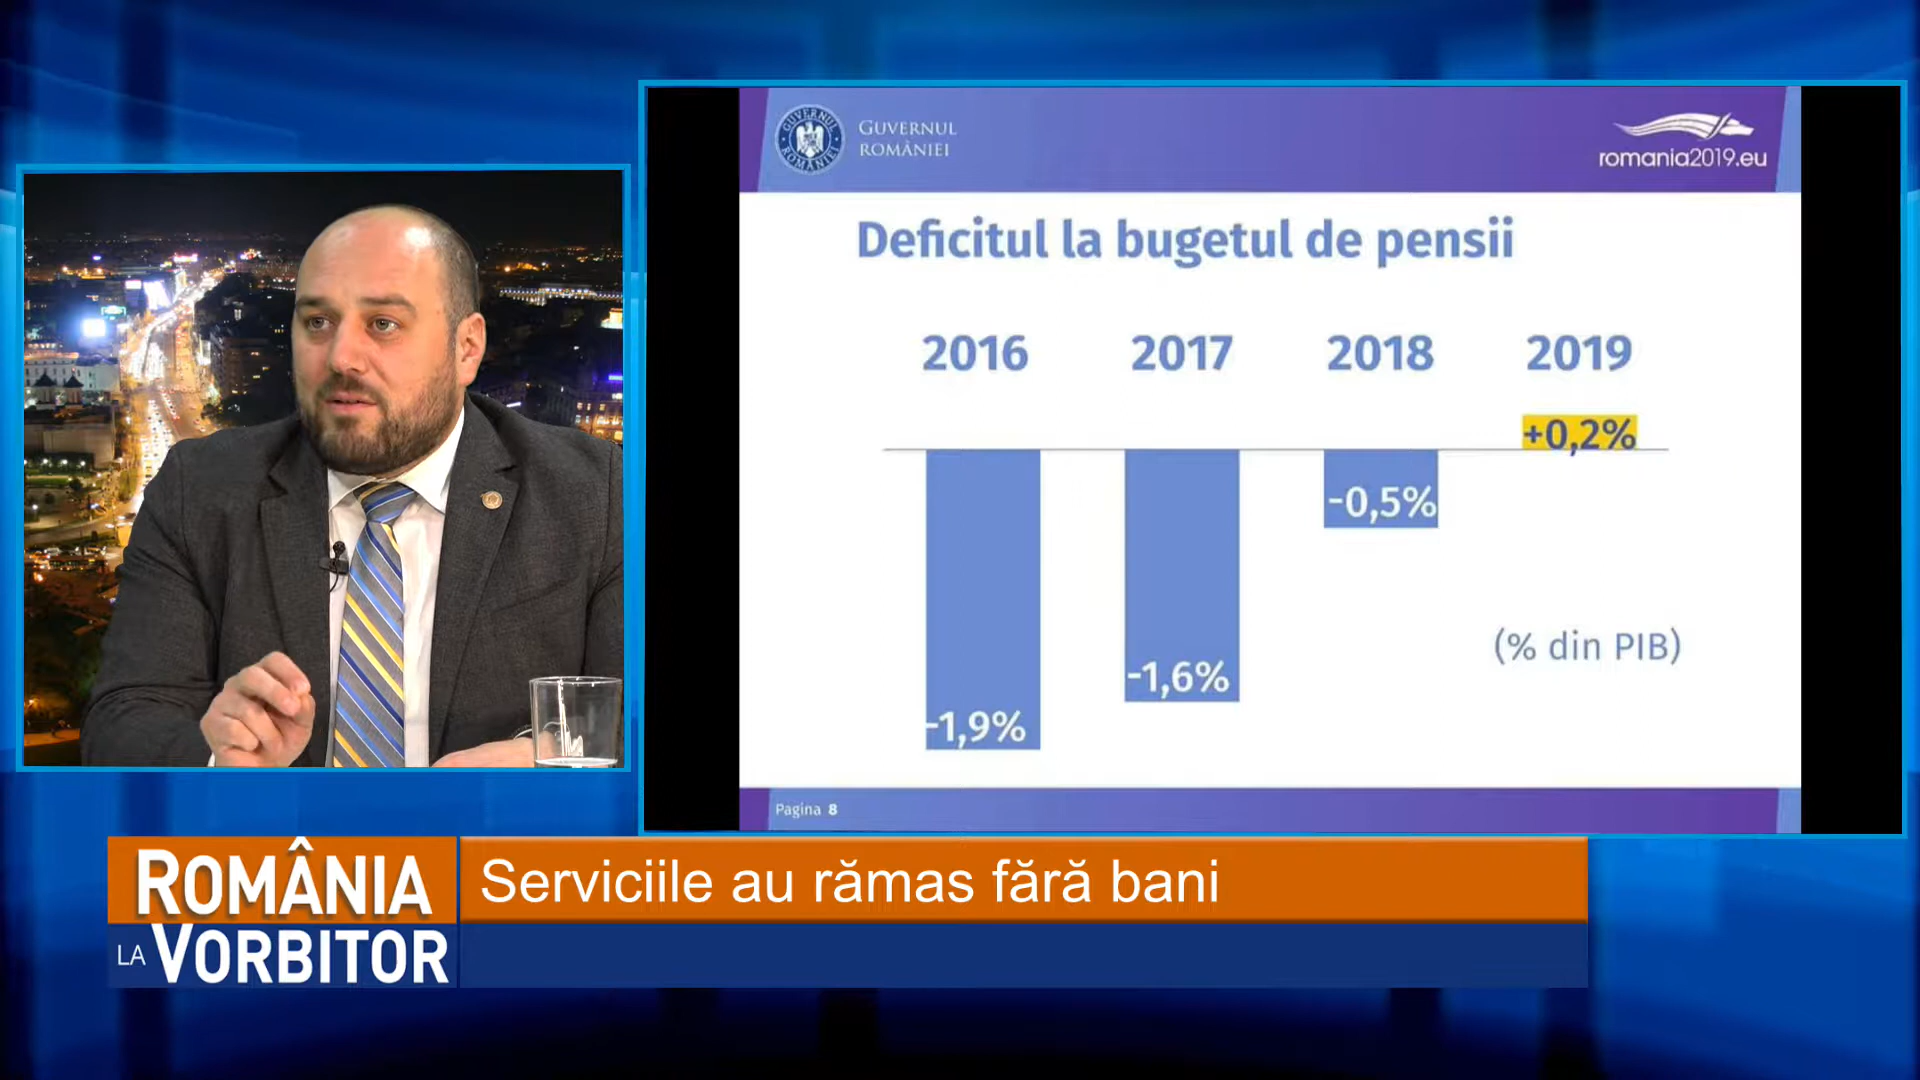 GUVERNUL
ROMÂNIEI
romania2019.eu
Deficitul la bugetul de pensii
2016 2017 2018 2019
+0,2%
-0,5%
(% din PIB)
-1,6%
-1,9%
Pagina 8
ROMÂNIA
LA VORBITOR
Serviciile au rămas fără bani